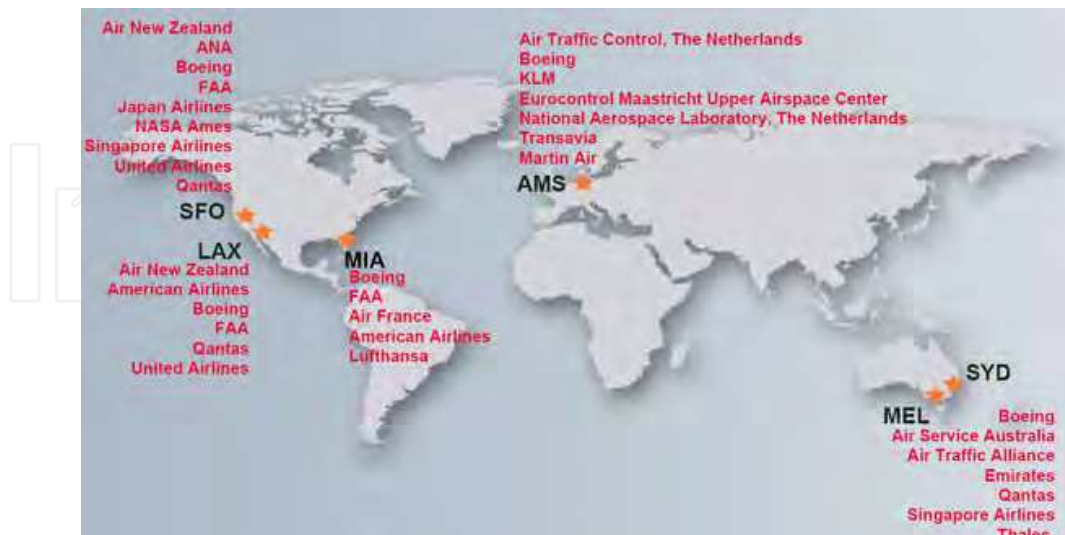 Air New Zealand
ANA
Boeing
FAA
Japan Airlines
NASA Ames
Singapore Airlines
United Airlines
Qantas
SFO
LAX
Air New Zealand
American Airlines
Boeing
FAA
Qantas
United Airlines
MIA
Boeing
FAA
Air France
American Airlines
Lufthansa
Air Traffic Control, The Netherlands
Boeing
KLM
Eurocontrol Maastricht Upper Airspace Center
National Aerospace Laboratory, The Netherlands
Transavia
Martin Air
AMS
SYD
MEL
Boeing
Air Service Australia
Air Traffic Alliance
Emirates
Qantas
Singapore Airlines
Thales